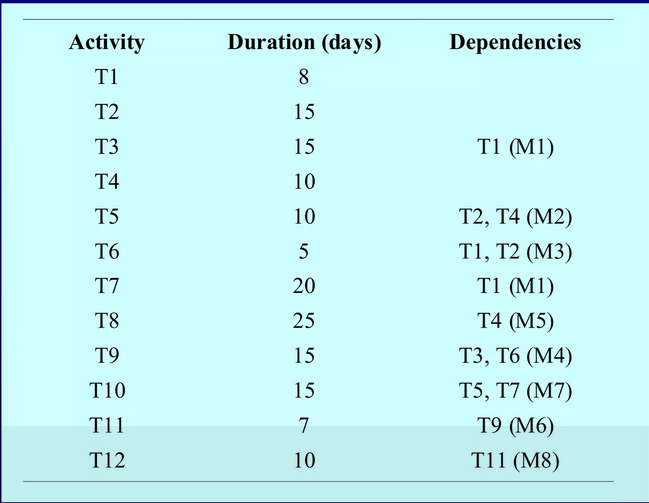 Activity Duration (days) Dependencies
T1 8
T2 15
T3 15 T1 (M1)
T4 10
T5 10 T2, T4 (M2)
T6 5 T1, T2 (M3)
T7 20 T1 (M1)
T8 25 T4 (M5)
T9 15 T3, T6 (M4)
T10 15 T5, T7 (M7)
T11 7 T9 (M6)
T12 10 T11 (M8)